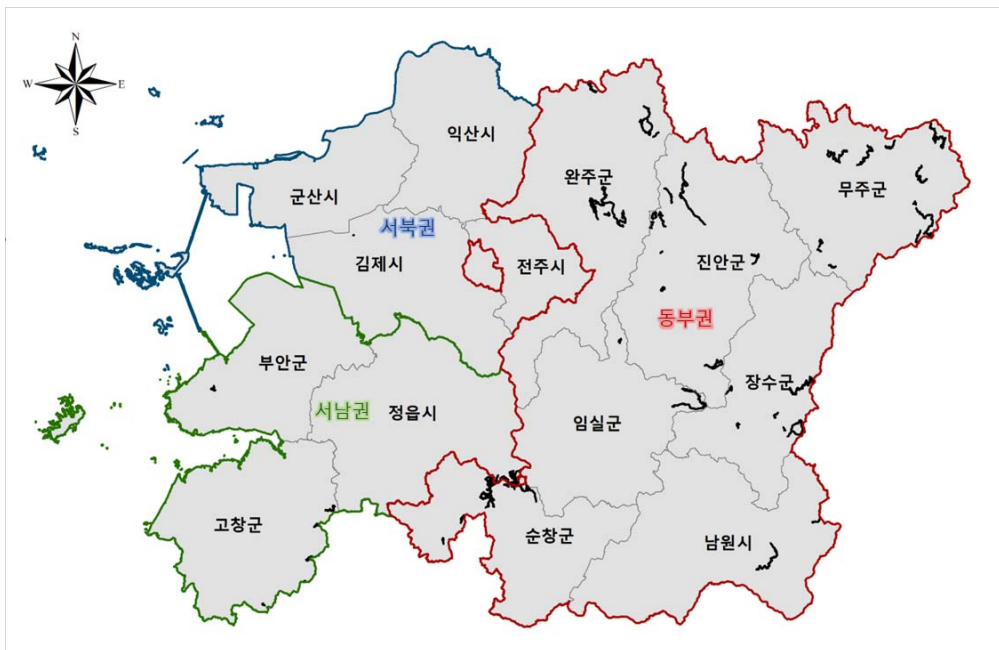 N
W
E
S
익산시
완주군
무주군
군산시
서북권
김제시
전주시
진안군
동부권
부안군
장수군
서남권
정읍시
임실군
고창군
순창군
남원시